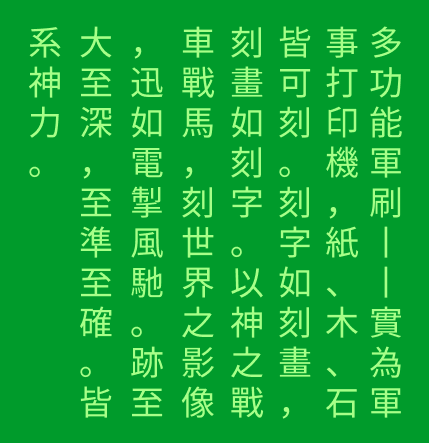 多功能軍刷｜｜實為軍
事打印機，紙、木、石
皆可刻。刻字如刻畫，
刻畫如刻字。以神之戰
車戰馬，刻世界之影像
，迅如電掣風馳。跡至
大至深，至準至確。皆
系神力。